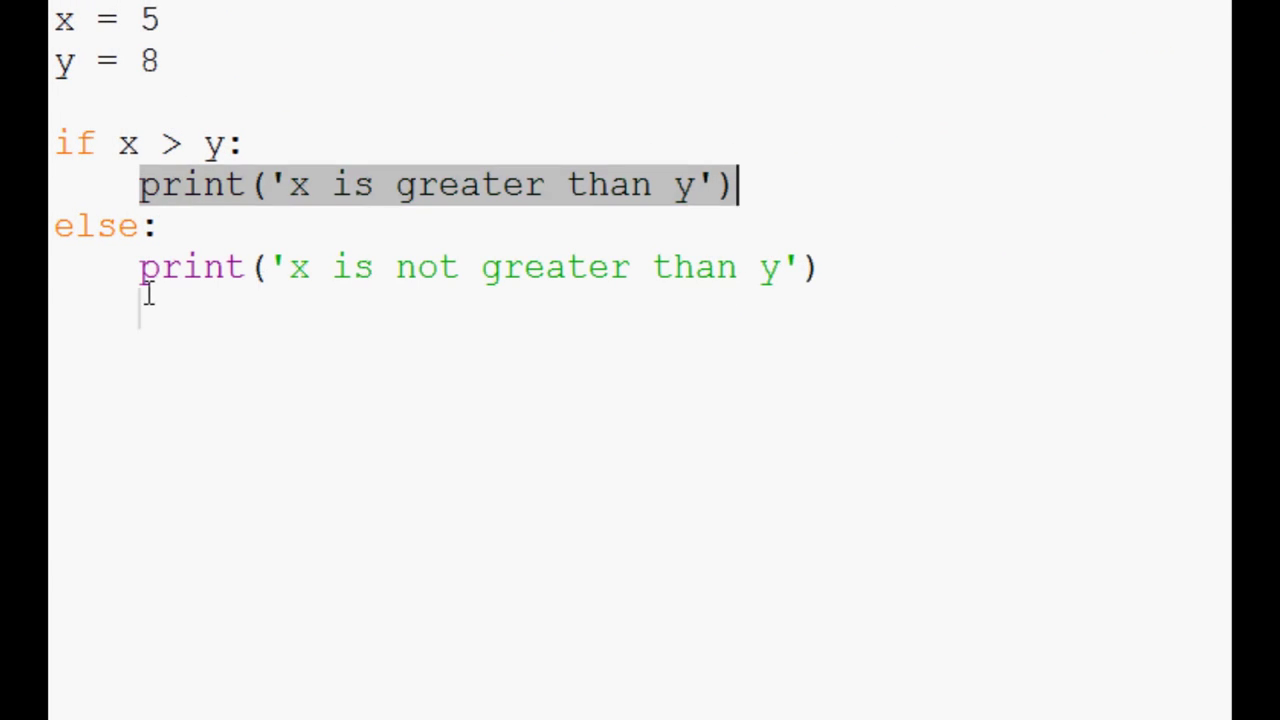 x = 5
y = 8
if x > y:
    print('x is greater than y')
else:
    print('x is not greater than y')